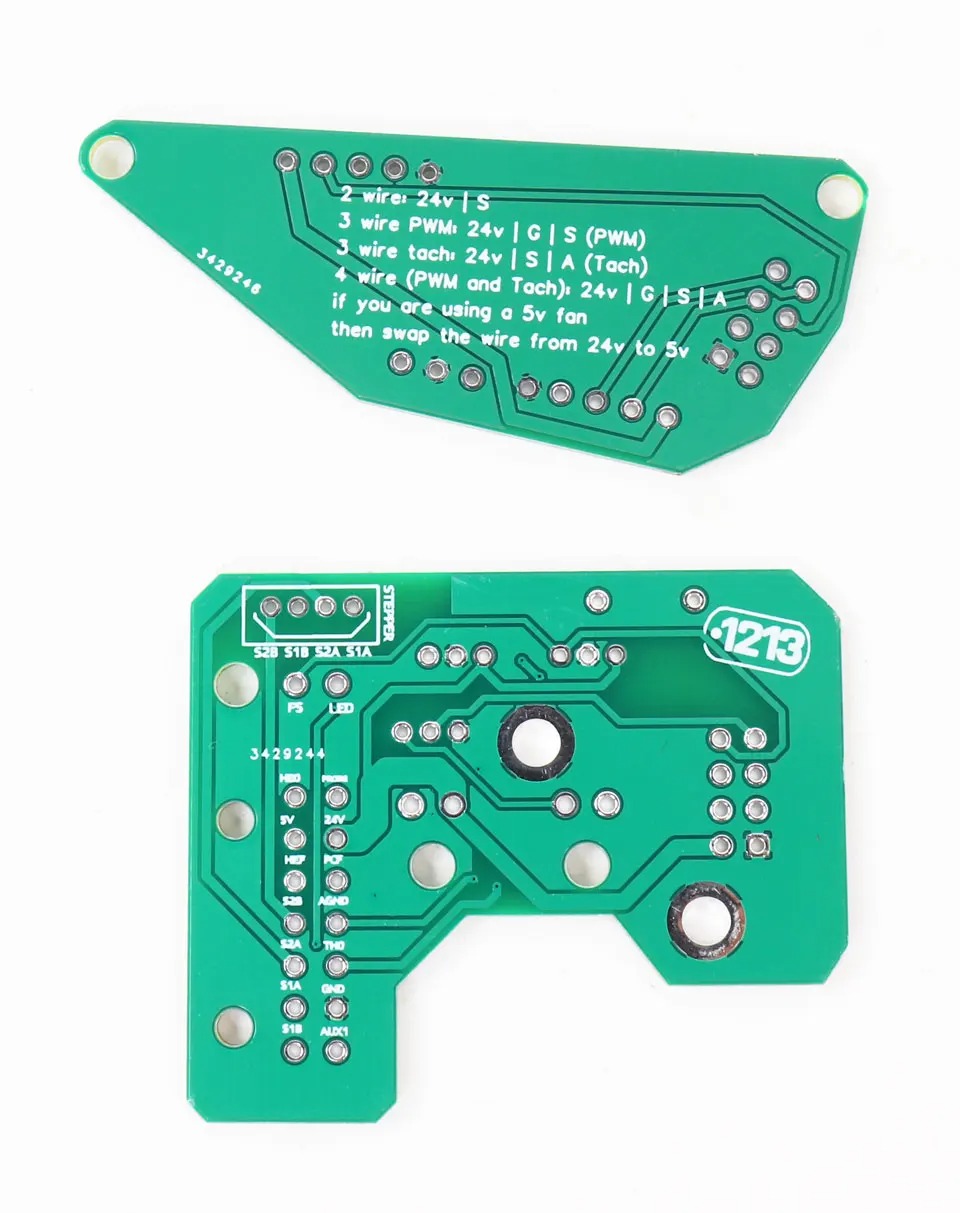 2 wire: 24v | S
3 wire PWM: 24v | G | S (PWM)
3 wire tach: 24v | S | A (Tach)
4 wire (PWM and Tach): 24v | G | S | A
if you are using a 5v fan
then swap the wire from 24v to 5v
3429246
STEPPER
S2B S1B S2A S1A
·1213
FS LED
3429244
HE0
5V 24V
HEF PCF
S2B AGND
S2A TH0
S1A GND
S1B AUX1